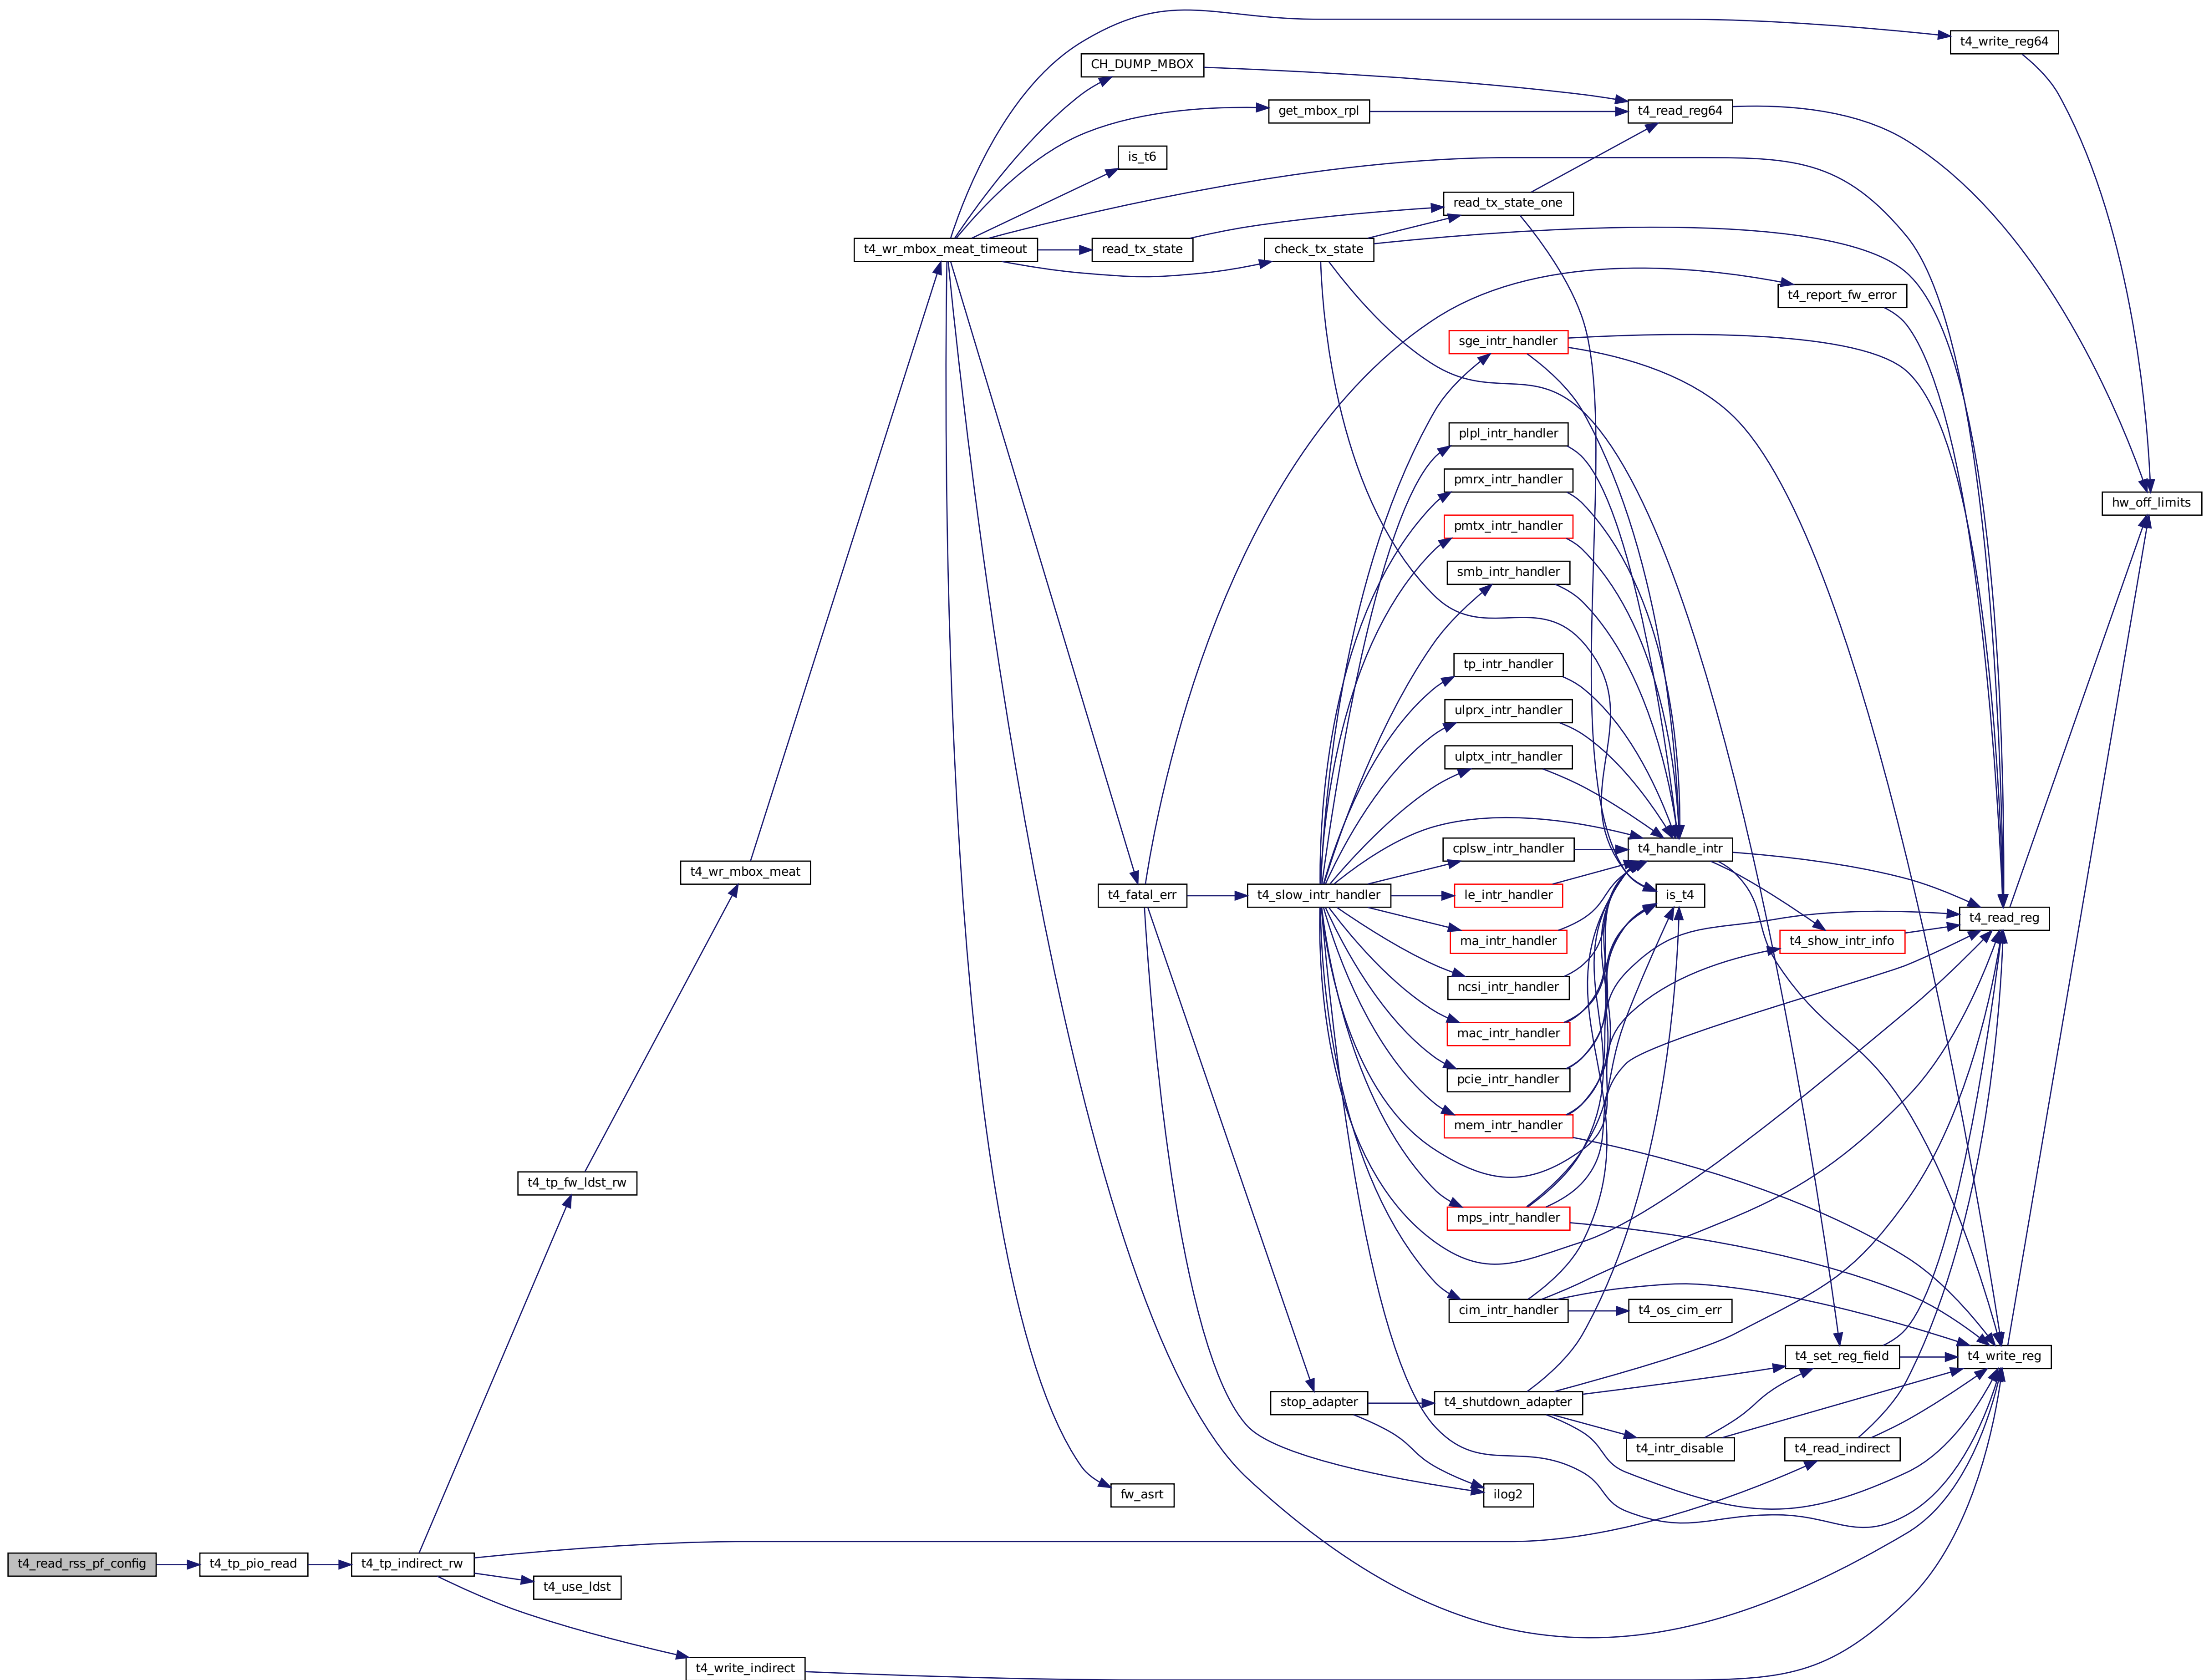 t4_write_reg64
CH_DUMP_MBOX
get_mbox_rpl
t4_read_reg64
is_t6
read_tx_state_one
t4_wr_mbox_meat_timeout
read_tx_state
check_tx_state
t4_report_fw_error
sge_intr_handler
plpl_intr_handler
pmrx_intr_handler
hw_off_limits
pmtx_intr_handler
smb_intr_handler
tp_intr_handler
ulprx_intr_handler
ulptx_intr_handler
cplsw_intr_handler
t4_handle_intr
t4_wr_mbox_meat
t4_fatal_err
t4_slow_intr_handler
le_intr_handler
is_t4
t4_read_reg
ma_intr_handler
t4_show_intr_info
ncsi_intr_handler
mac_intr_handler
pcie_intr_handler
mem_intr_handler
t4_tp_fw_ldst_rw
mps_intr_handler
cim_intr_handler
t4_os_cim_err
t4_set_reg_field
t4_write_reg
stop_adapter
t4_shutdown_adapter
t4_intr_disable
t4_read_indirect
fw_asrt
ilog2
t4_read_rss_pf_config
t4_tp_pio_read
t4_tp_indirect_rw
t4_use_ldst
t4_write_indirect